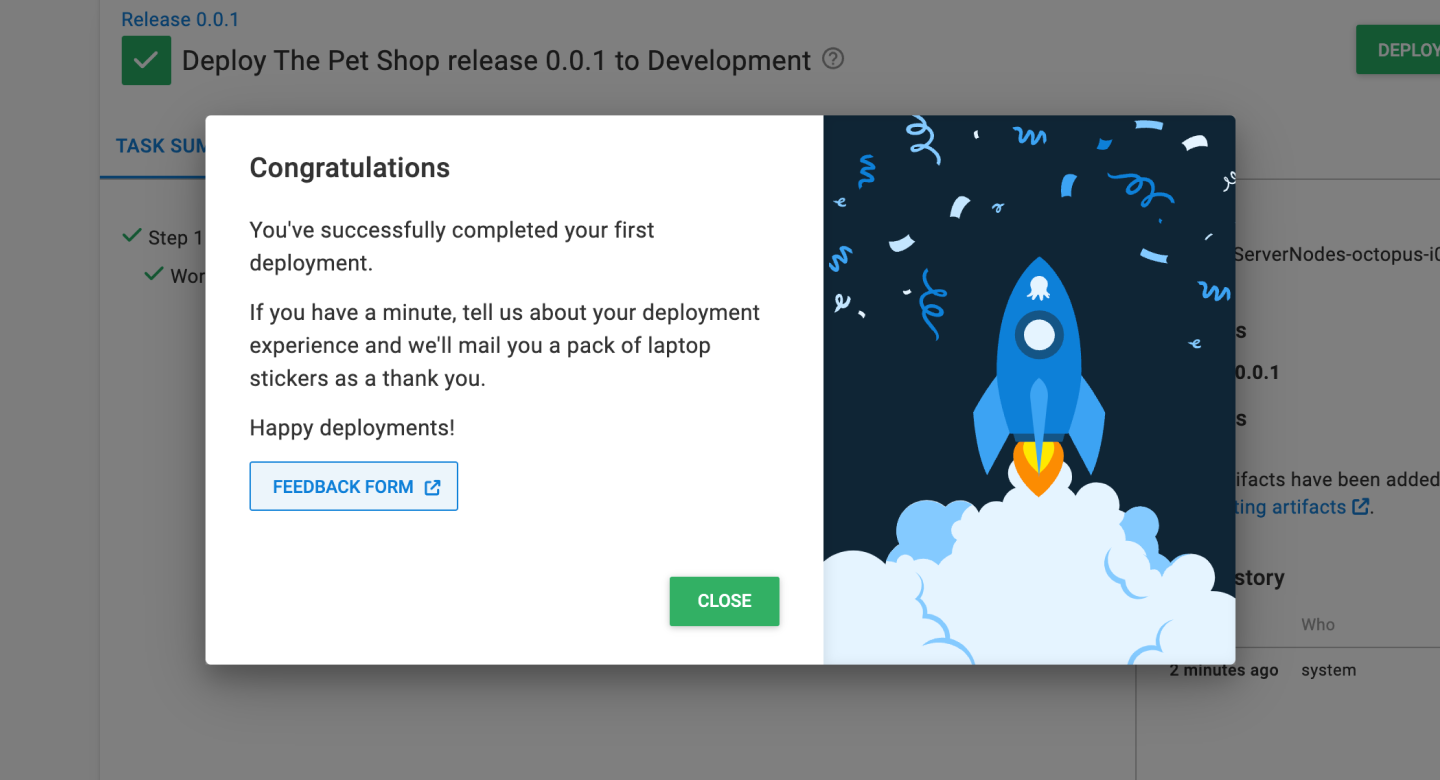 Release 0.0.1
Deploy The Pet Shop release 0.0.1 to Development
DEPLOY
TASK SUM
Congratulations
You've successfully completed your first
deployment.
If you have a minute, tell us about your deployment
experience and we'll mail you a pack of laptop
stickers as a thank you.
Happy deployments!
FEEDBACK FORM
CLOSE
Step 1
Wor
ServerNodes-octopus-i
s
0.0.1
s
ifacts have been added
ting artifacts.
story
Who
2 minutes ago system